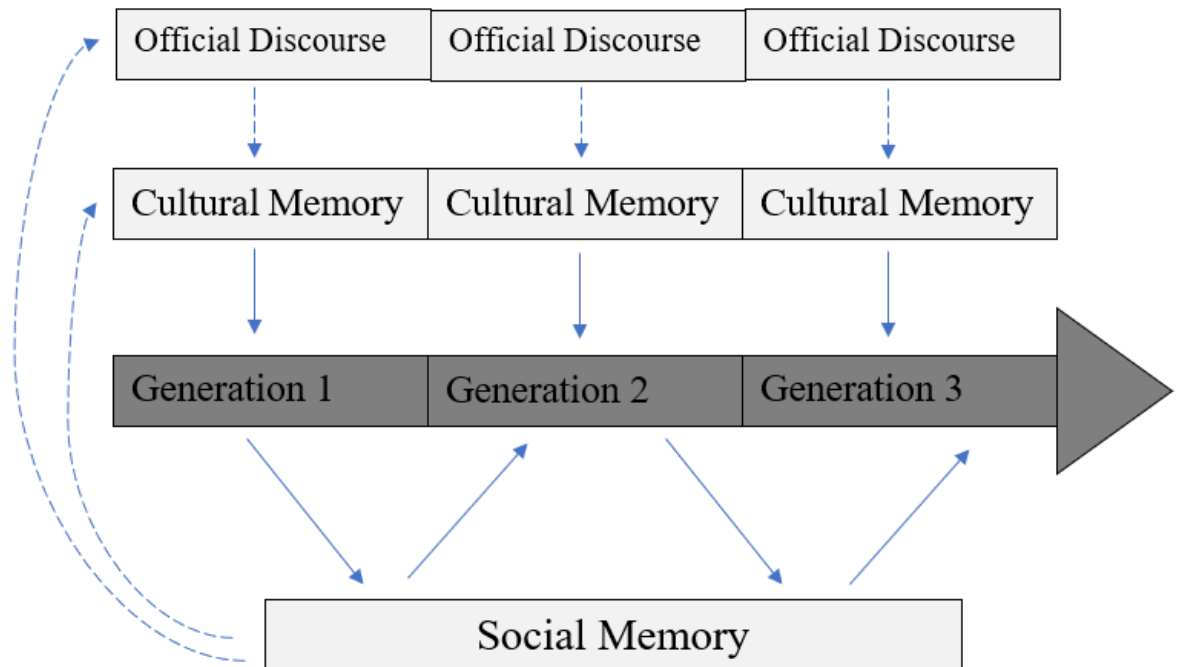 Official Discourse Official Discourse Official Discourse
Cultural Memory Cultural Memory Cultural Memory
Generation 1 Generation 2 Generation 3
Social Memory